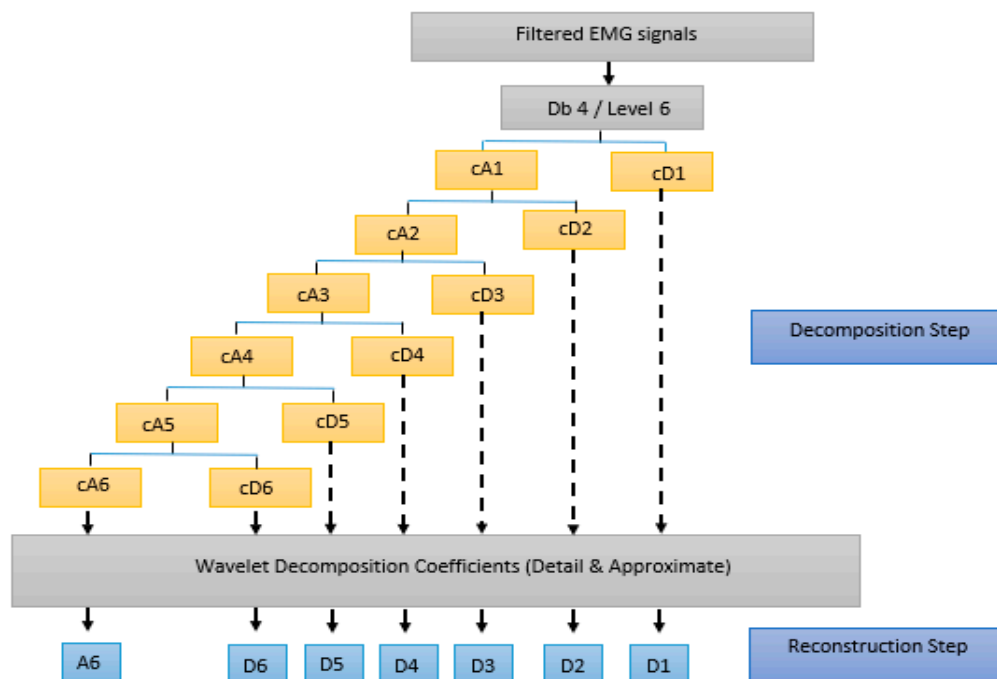 Filtered EMG signals
Db 4 / Level 6
cA1
cD1
cA2
cD2
cA3
cD3
Decomposition Step
cA4
cD4
cA5
cD5
cA6
cD6
Wavelet Decomposition Coefficients (Detail & Approximate)
Reconstruction Step
A6
D6
D5
D4
D3
D2
D1